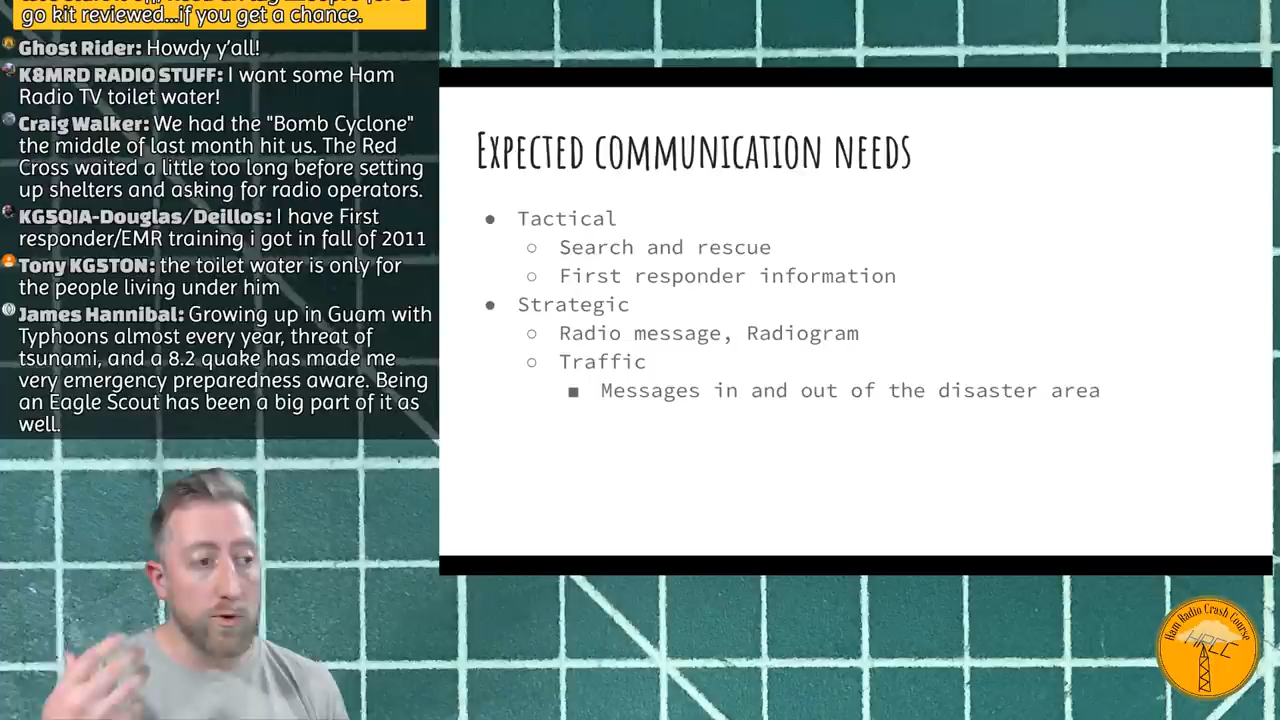 go kit reviewed...if you get a chance.
Ghost Rider: Howdy y'all!
K8MRD RADIO STUFF: I want some Ham
Radio TV toilet water!
Craig Walker: We had the "Bomb Cyclone"
the middle of last month hit us. The Red
Cross waited a little too long before setting
up shelters and asking for radio operators.
KG5QIA-Douglas/Deillos: I have First
responder/EMR training i got in fall of 2011
Tony KG5TON: the toilet water is only for
the people living under him
James Hannibal: Growing up in Guam with
Typhoons almost every year, threat of
tsunami, and a 8.2 quake has made me
very emergency preparedness aware. Being
an Eagle Scout has been a big part of it as
well.
Expected communication needs
● Tactical
○ Search and rescue
○ First responder information
● Strategic
○ Radio message, Radiogram
○ Traffic
■ Messages in and out of the disaster area
Ham Radio Crash Course
HRCC